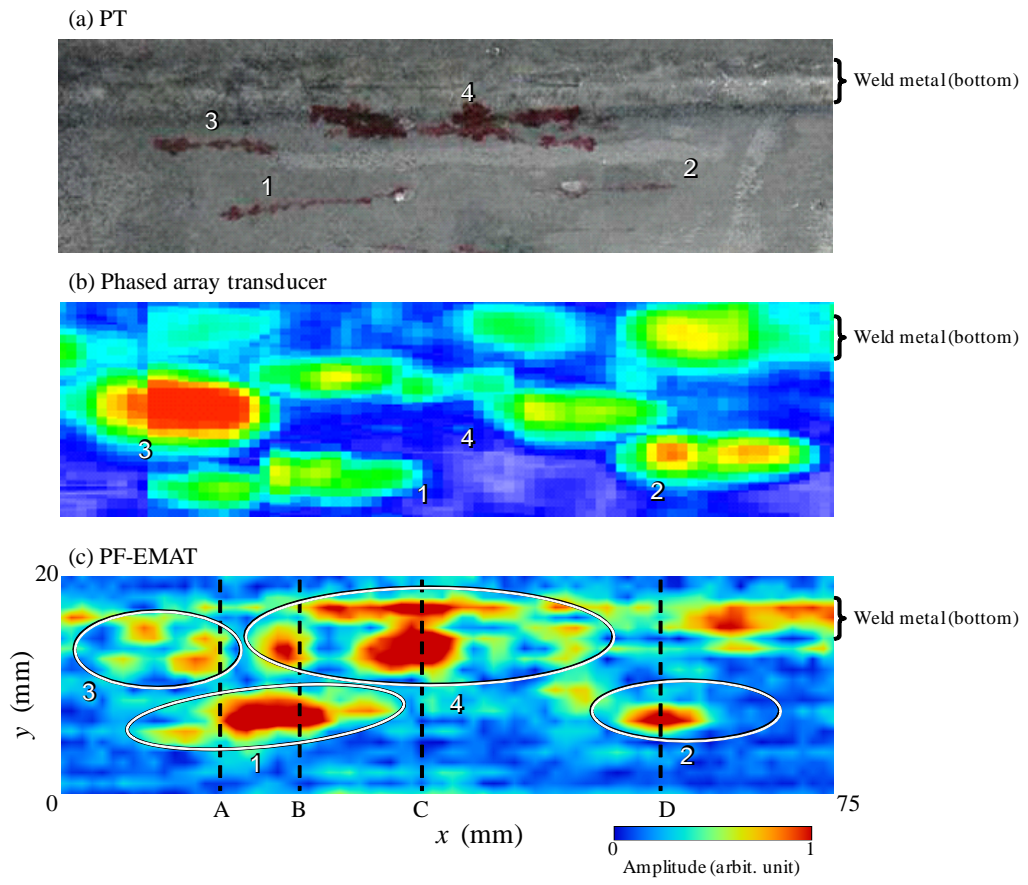 (a) PT
4
3
2
1
Weld metal (bottom)
(b) Phased array transducer
3
4
1
2
Weld metal (bottom)
(c) PF-EMAT
20
y (mm)
0
3
4
1
2
Weld metal (bottom)
A B C D
75
x (mm)
0 1
Amplitude (arbit. unit)